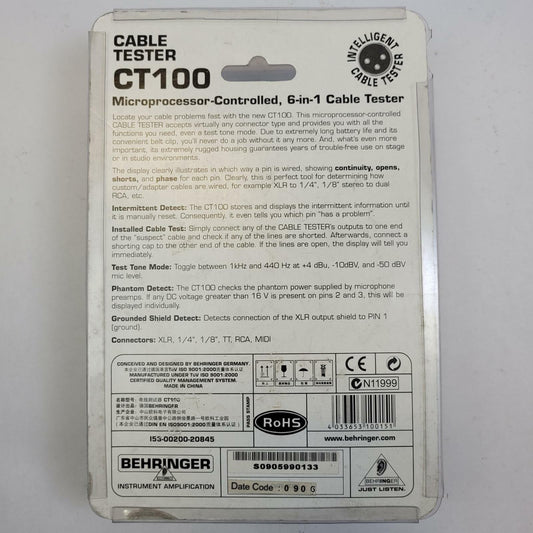 CABLE
TESTER
CT100
INTELLIGENT
CABLE TESTER
Microprocessor-Controlled, 6-in-1 Cable Tester
Locate your cable problems fast with the new CT100. This microprocessor-controlled
CABLE TESTER accepts virtually any connector type and provides you with all the
functions you need, even a test tone mode. Due to extremely long battery life and its
convenient belt clip, you'll never do a job without it any more. And, what's even more
important, its extremely rugged housing guarantees years of trouble-free use on stage
or in studio environments.
The display clearly illustrates in which way a pin is wired, showing continuity, opens,
shorts, and phase for each pin. Clearly, this is perfect tool for determining how
custom/adapter cables are wired, for example XLR to 1/4", 1/8" stereo to dual
RCA, etc.
Intermittent Detect: The CT100 stores and displays the intermittent information until
it is manually reset. Consequently, it even tells you which pin "has a problem".
Installed Cable Test: Simply connect any of the CABLE TESTER's outputs to one end
of the "suspect" cable and check if any of the lines are shorted. Afterwards, connect a
shorting cap to the other end of the cable. If the lines are open, the display will tell you
immediately.
Test Tone Mode: Toggle between 1kHz and 440 Hz at +4 dBu, -10dBV, and -50 dBV
mic level.
Phantom Detect: The CT100 checks the phantom power supplied by microphone
preamps. If any DC voltage greater than 16 V is present on pins 2 and 3, this will be
displayed individually.
Grounded Shield Detect: Detects connection of the XLR output shield to PIN 1
(ground).
Connectors: XLR, 1/4", 1/8", TT, RCA, MIDI
CONCEIVED AND DESIGNED BY BEHRINGER GERMANY.
MANUFACTURED UNDER TüV ISO 9001:2000
CERTIFIED QUALITY MANAGEMENT SYSTEM.
MADE IN CHINA
CT100
I53-00200-20845
PASS STAMP
RoHS
CE
N11999
4 033653 100151
www.behringer.com
BEHRINGER
INSTRUMENT AMPLIFICATION
S0905990133
Date Code : 0 9 0 G
BEHRINGER
JUST LISTEN.